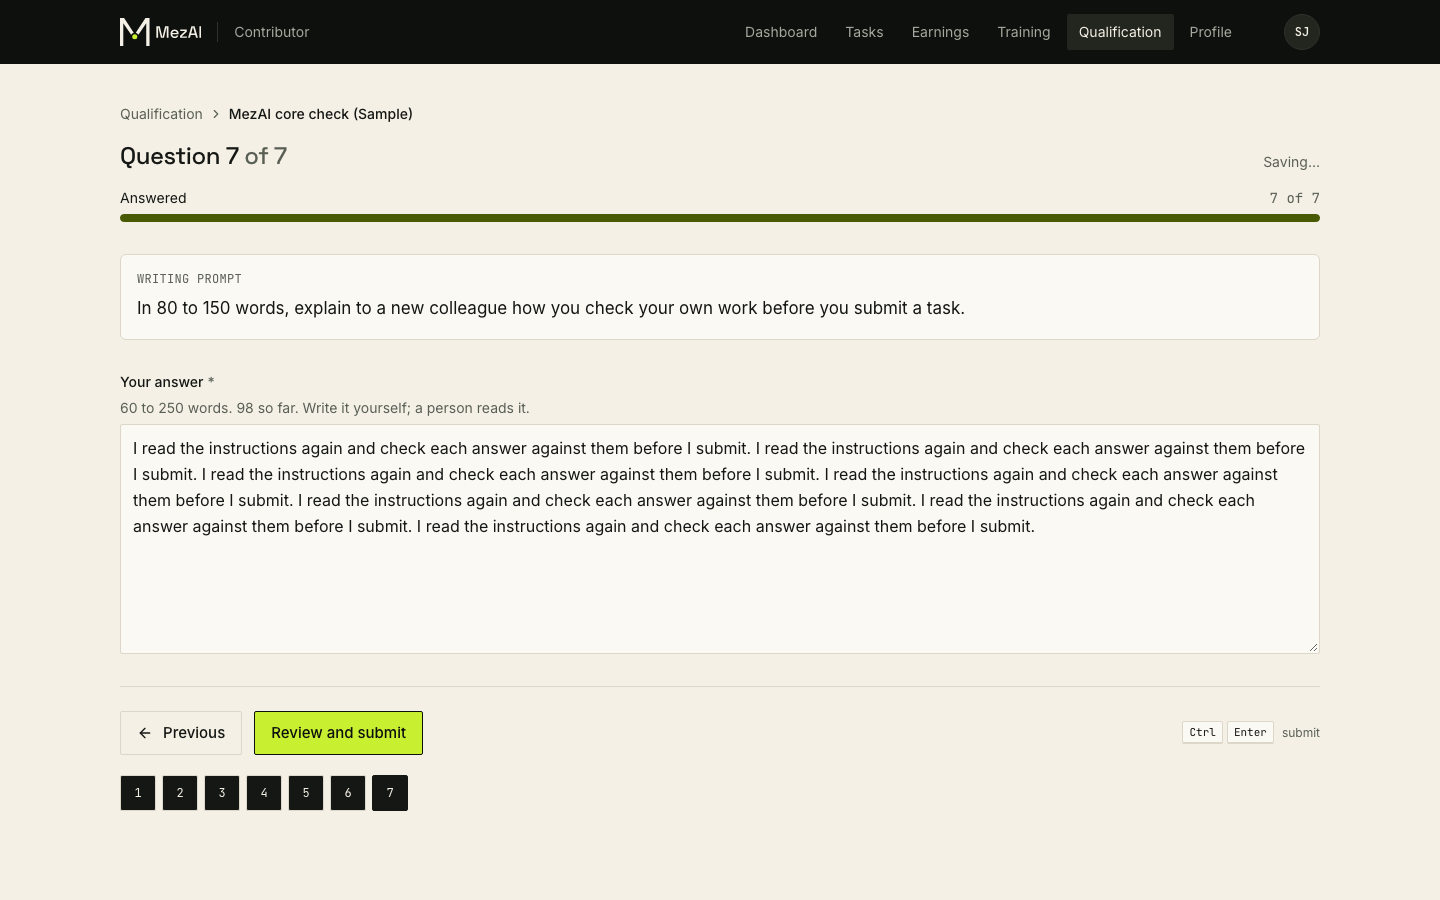 MezAI
Contributor
Dashboard
Tasks
Earnings
Training
Qualification
Profile
SJ
Qualification
MezAI core check (Sample)
Question 7 of 7
Saving...
Answered
7 of 7
WRITING PROMPT
In 80 to 150 words, explain to a new colleague how you check your own work before you submit a task.
Your answer *
60 to 250 words. 98 so far. Write it yourself; a person reads it.
I read the instructions again and check each answer against them before I submit. I read the instructions again and check each answer against them before
I submit. I read the instructions again and check each answer against them before I submit. I read the instructions again and check each answer against
them before I submit. I read the instructions again and check each answer against them before I submit. I read the instructions again and check each
answer against them before I submit. I read the instructions again and check each answer against them before I submit.
Previous
Review and submit
Ctrl Enter submit
1 2 3 4 5 6 7